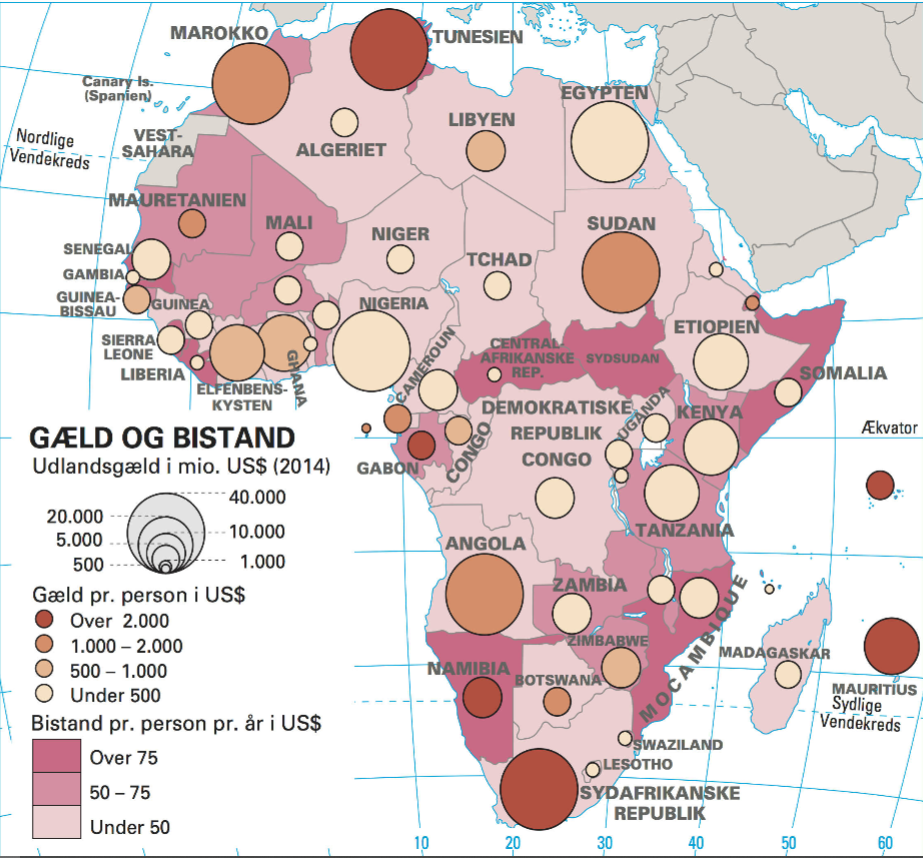 MAROKKO
TUNESIEN
Canary Is.
(Spanien)
EGYPTEN
LIBYEN
Nordlige
Vendekreds
VEST-
SAHARA
ALGERIET
MAURETANIEN
MALI
SUDAN
NIGER
SENEGAL
TCHAD
GAMBIA
GUINEA-
BISSAU
GUINEA
NIGERIA
ETIOPIEN
SIERRA
LEONE
CENTRAL-
AFRIKANSKE
REP.
SYDSUDAN
LIBERIA
GHANA
CAMEROUN
SOMALIA
ELFENBENS-
KYSTEN
DEMOKRATISKE
REPUBLIK
CONGO
UGANDA
KENYA
Ækvator
GABON
CONGO
TANZANIA
ANGOLA
ZAMBIA
ZIMBABWE
MOCAMBIQUE
MADAGASKAR
NAMIBIA
BOTSWANA
MAURITIUS
Sydlige
Vendekreds
SWAZILAND
LESOTHO
SYDAFRIKANSKE
REPUBLIK
10 20 30 40 50 60
GÆLD OG BISTAND
Udlandsgæld i mio. US$ (2014)
40.000
20.000
10.000
5.000
1.000
500
Gæld pr. person i US$
Over 2.000
1.000 – 2.000
500 – 1.000
Under 500
Bistand pr. person pr. år i US$
Over 75
50 – 75
Under 50